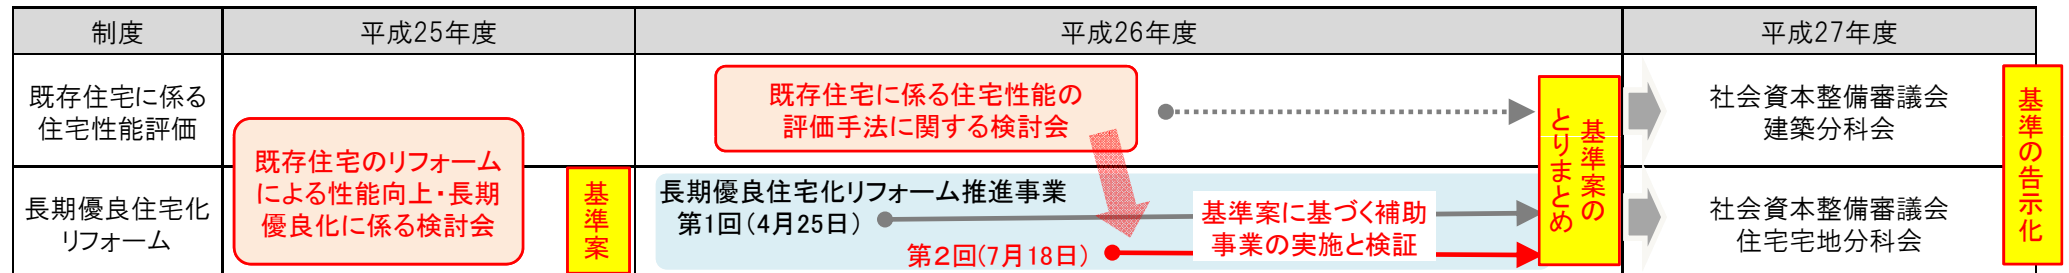 制度
平成25年度
平成26年度
平成27年度
既存住宅に係る
住宅性能評価
既存住宅のリフォーム
による性能向上・長期
優良化に係る検討会
既存住宅に係る住宅性能の
評価手法に関する検討会
基準案の
とりまとめ
社会資本整備審議会
建築分科会
基準の告示化
長期優良住宅化
リフォーム
基準案
長期優良住宅化リフォーム推進事業
第1回(4月25日)
第2回(7月18日)
基準案に基づく補助
事業の実施と検証
社会資本整備審議会
住宅宅地分科会